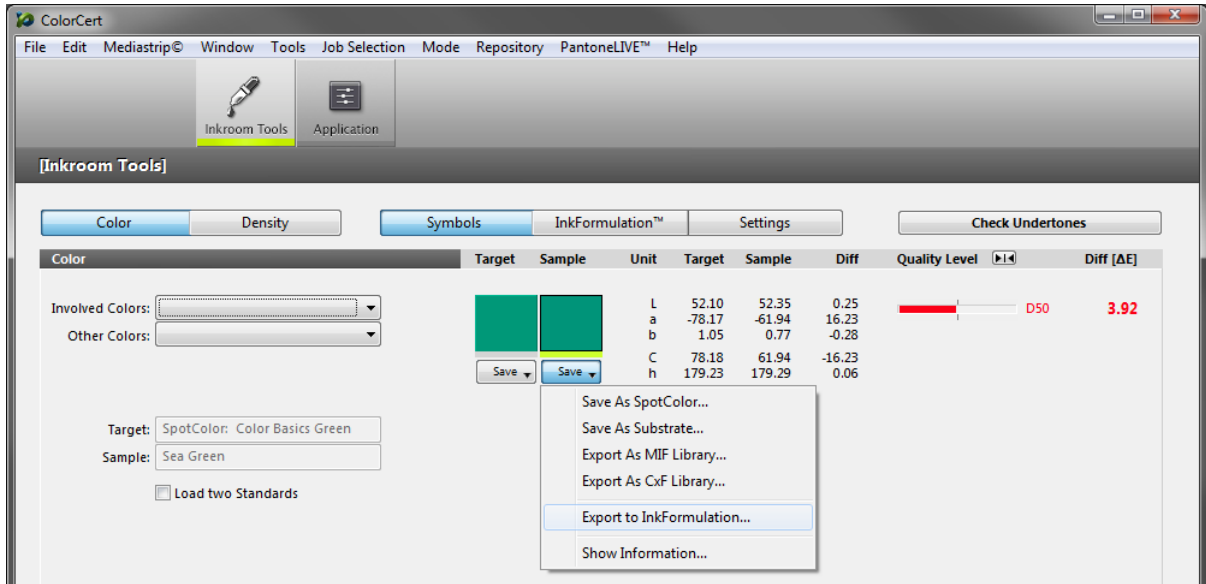 ColorCert
File Edit Mediastrip© Window Tools Job Selection Mode Repository PantoneLIVE™ Help
Inkroom Tools Application
[Inkroom Tools]
Color Density Symbols InkFormulation™ Settings Check Undertones
Color Target Sample Unit Target Sample Diff Quality Level Diff [ΔE]
Involved Colors: L 52.10 52.35 0.25 D50 3.92
a -78.17 -61.94 16.23
Other Colors: b 1.05 0.77 -0.28
C 78.18 61.94 -16.23
Save Save h 179.23 179.29 0.06
Save As SpotColor...
Target: SpotColor: Color Basics Green Save As Substrate...
Sample: Sea Green Export As MIF Library...
Export As CxF Library...
Load two Standards
Export to InkFormulation...
Show Information...